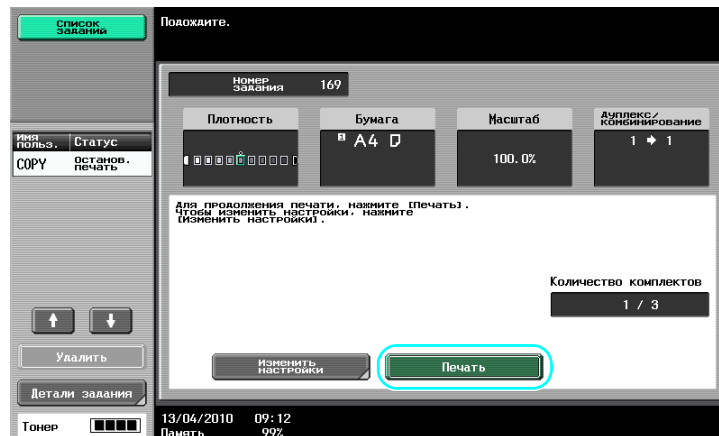 Список
заданий
Подождите.
Номер
задания 169
Плотность
Бумага
Масштаб
Дуплекс/
комбинирование
1 A4
100.0%
1 → 1
Имя
польз. Статус
COPY Останов.
печать
Для продолжения печати, нажмите [Печать].
Чтобы изменить настройки, нажмите
[Изменить настройки].
Количество комплектов
1 / 3
Удалить
Изменить
настройки
Печать
Детали задания
Тонер
13/04/2010 09:12
Память 99%